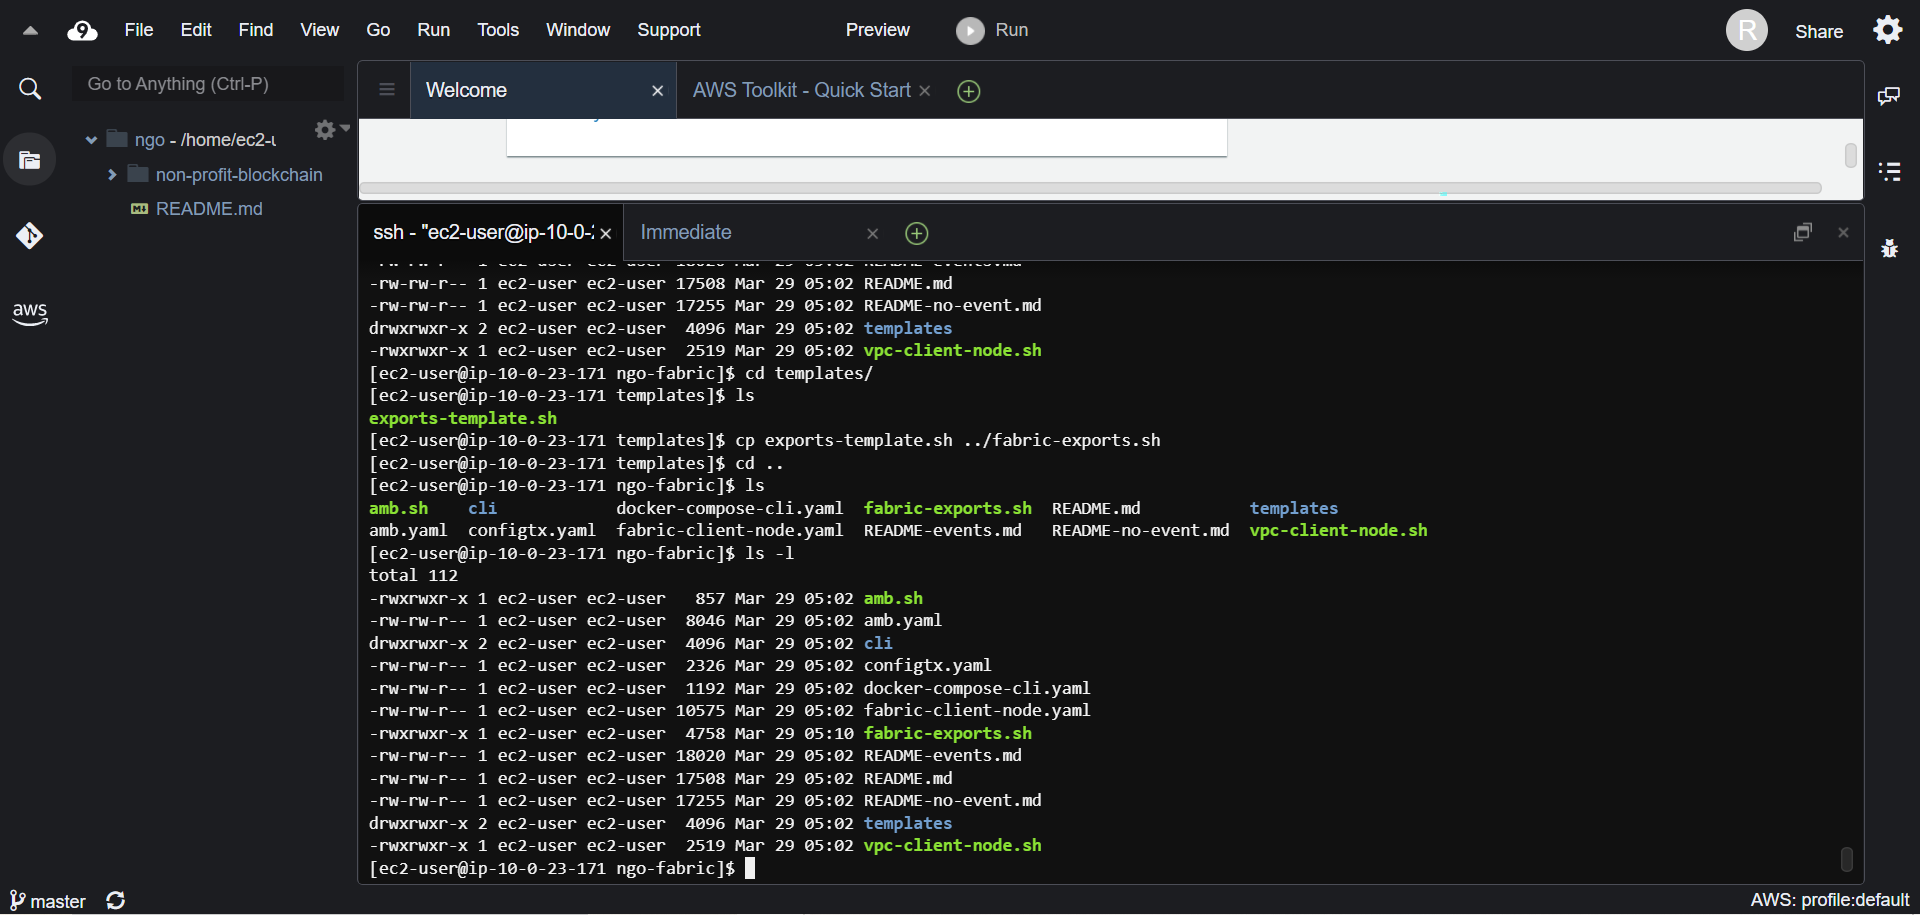 File Edit Find View Go Run Tools Window Support Preview Run R Share
Go to Anything (Ctrl-P)
Welcome
AWS Toolkit - Quick Start
ngo - /home/ec2-u
non-profit-blockchain
README.md
aws
ssh - "ec2-user@ip-10-0-2
Immediate
-rw-rw-r-- 1 ec2-user ec2-user 18020 Mar 29 05:02 README-events.md
-rw-rw-r-- 1 ec2-user ec2-user 17508 Mar 29 05:02 README.md
-rw-rw-r-- 1 ec2-user ec2-user 17255 Mar 29 05:02 README-no-event.md
drwxrwxr-x 2 ec2-user ec2-user  4096 Mar 29 05:02 templates
-rwxrwxr-x 1 ec2-user ec2-user  2519 Mar 29 05:02 vpc-client-node.sh
[ec2-user@ip-10-0-23-171 ngo-fabric]$ cd templates/
[ec2-user@ip-10-0-23-171 templates]$ ls
exports-template.sh
[ec2-user@ip-10-0-23-171 templates]$ cp exports-template.sh ../fabric-exports.sh
[ec2-user@ip-10-0-23-171 templates]$ cd ..
[ec2-user@ip-10-0-23-171 ngo-fabric]$ ls
amb.sh    cli            docker-compose-cli.yaml  fabric-exports.sh  README.md           templates
amb.yaml  configtx.yaml  fabric-client-node.yaml  README-events.md   README-no-event.md  vpc-client-node.sh
[ec2-user@ip-10-0-23-171 ngo-fabric]$ ls -l
total 112
-rwxrwxr-x 1 ec2-user ec2-user   857 Mar 29 05:02 amb.sh
-rw-rw-r-- 1 ec2-user ec2-user  8046 Mar 29 05:02 amb.yaml
drwxrwxr-x 2 ec2-user ec2-user  4096 Mar 29 05:02 cli
-rw-rw-r-- 1 ec2-user ec2-user  2326 Mar 29 05:02 configtx.yaml
-rw-rw-r-- 1 ec2-user ec2-user  1192 Mar 29 05:02 docker-compose-cli.yaml
-rw-rw-r-- 1 ec2-user ec2-user 10575 Mar 29 05:02 fabric-client-node.yaml
-rwxrwxr-x 1 ec2-user ec2-user  4758 Mar 29 05:10 fabric-exports.sh
-rw-rw-r-- 1 ec2-user ec2-user 18020 Mar 29 05:02 README-events.md
-rw-rw-r-- 1 ec2-user ec2-user 17508 Mar 29 05:02 README.md
-rw-rw-r-- 1 ec2-user ec2-user 17255 Mar 29 05:02 README-no-event.md
drwxrwxr-x 2 ec2-user ec2-user  4096 Mar 29 05:02 templates
-rwxrwxr-x 1 ec2-user ec2-user  2519 Mar 29 05:02 vpc-client-node.sh
[ec2-user@ip-10-0-23-171 ngo-fabric]$
master
AWS: profile:default